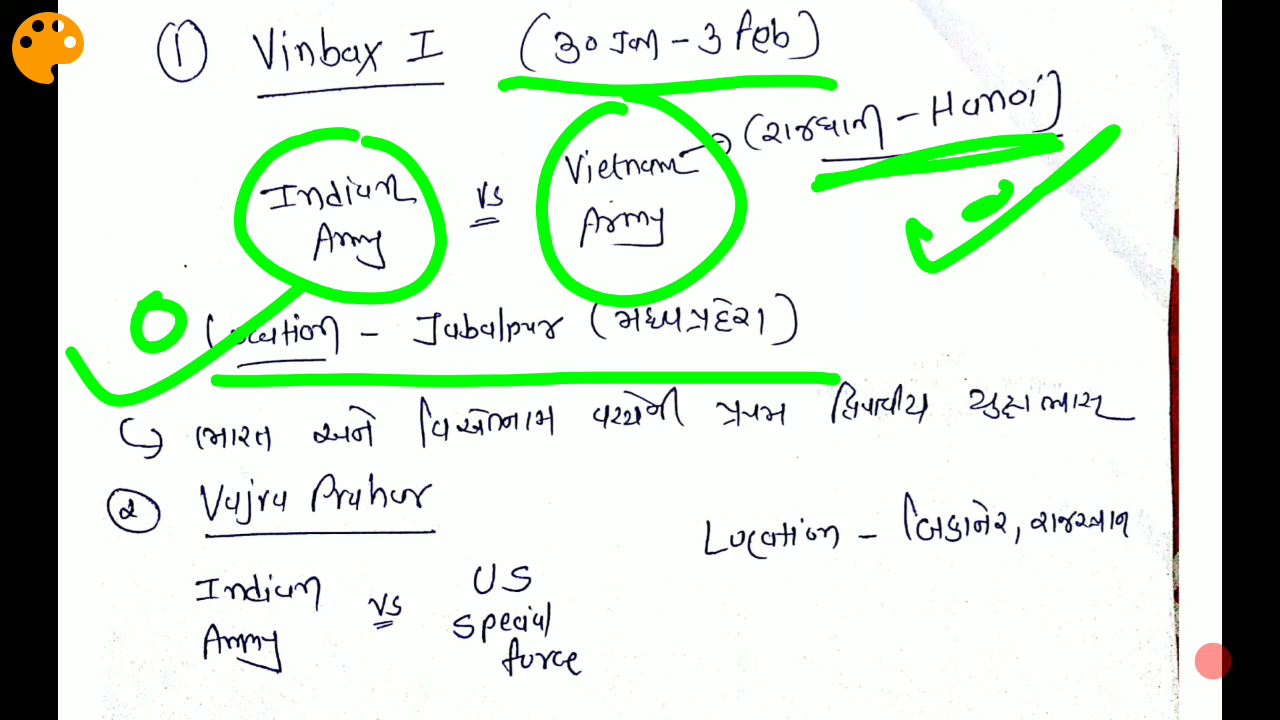 ① Vinbax I (30 Jan - 3 Feb)
Indian Army vs Vietnam Army → (રાજધાની - Hanoi)
Location - Jabalpur (મધ્યપ્રદેશ)
↳ ભારત અને વિએતનામ વચ્ચેની પ્રથમ દ્વિપક્ષીય યુદ્ધાભ્યાસ
② Vajra Prahar
Location - બિકાનેર, રાજસ્થાન
Indian Army vs US Special force